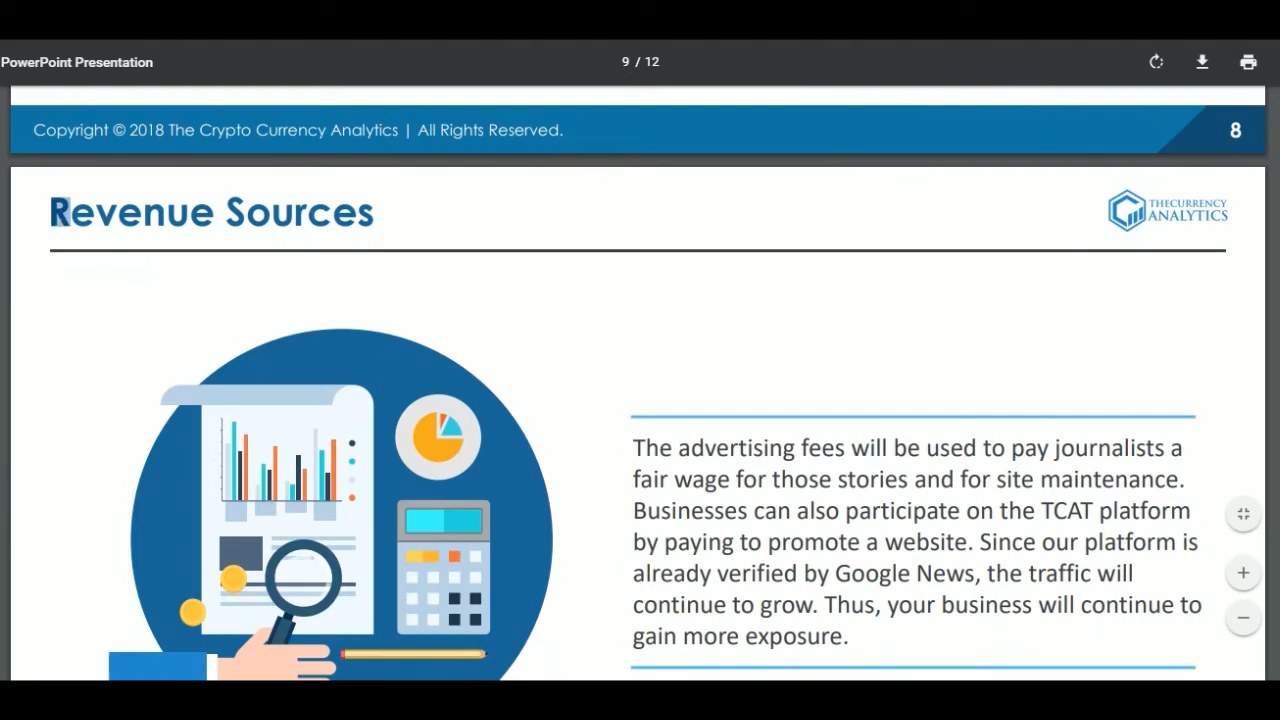 PowerPoint Presentation
9 / 12
Copyright © 2018 The Crypto Currency Analytics | All Rights Reserved.
8
Revenue Sources
THECURRENCY
ANALYTICS
The advertising fees will be used to pay journalists a
fair wage for those stories and for site maintenance.
Businesses can also participate on the TCAT platform
by paying to promote a website. Since our platform is
already verified by Google News, the traffic will
continue to grow. Thus, your business will continue to
gain more exposure.